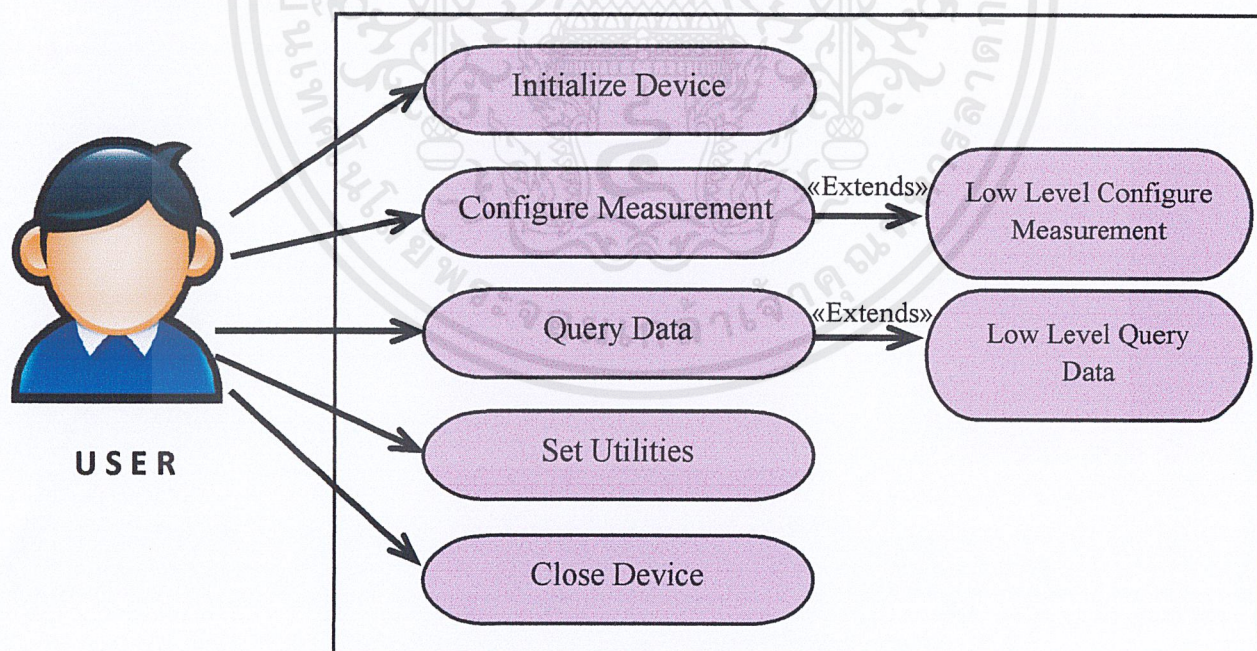 Initialize Device
Configure Measurement
«Extends»
Low Level Configure
Measurement
Query Data
«Extends»
Low Level Query
Data
Set Utilities
Close Device
USER